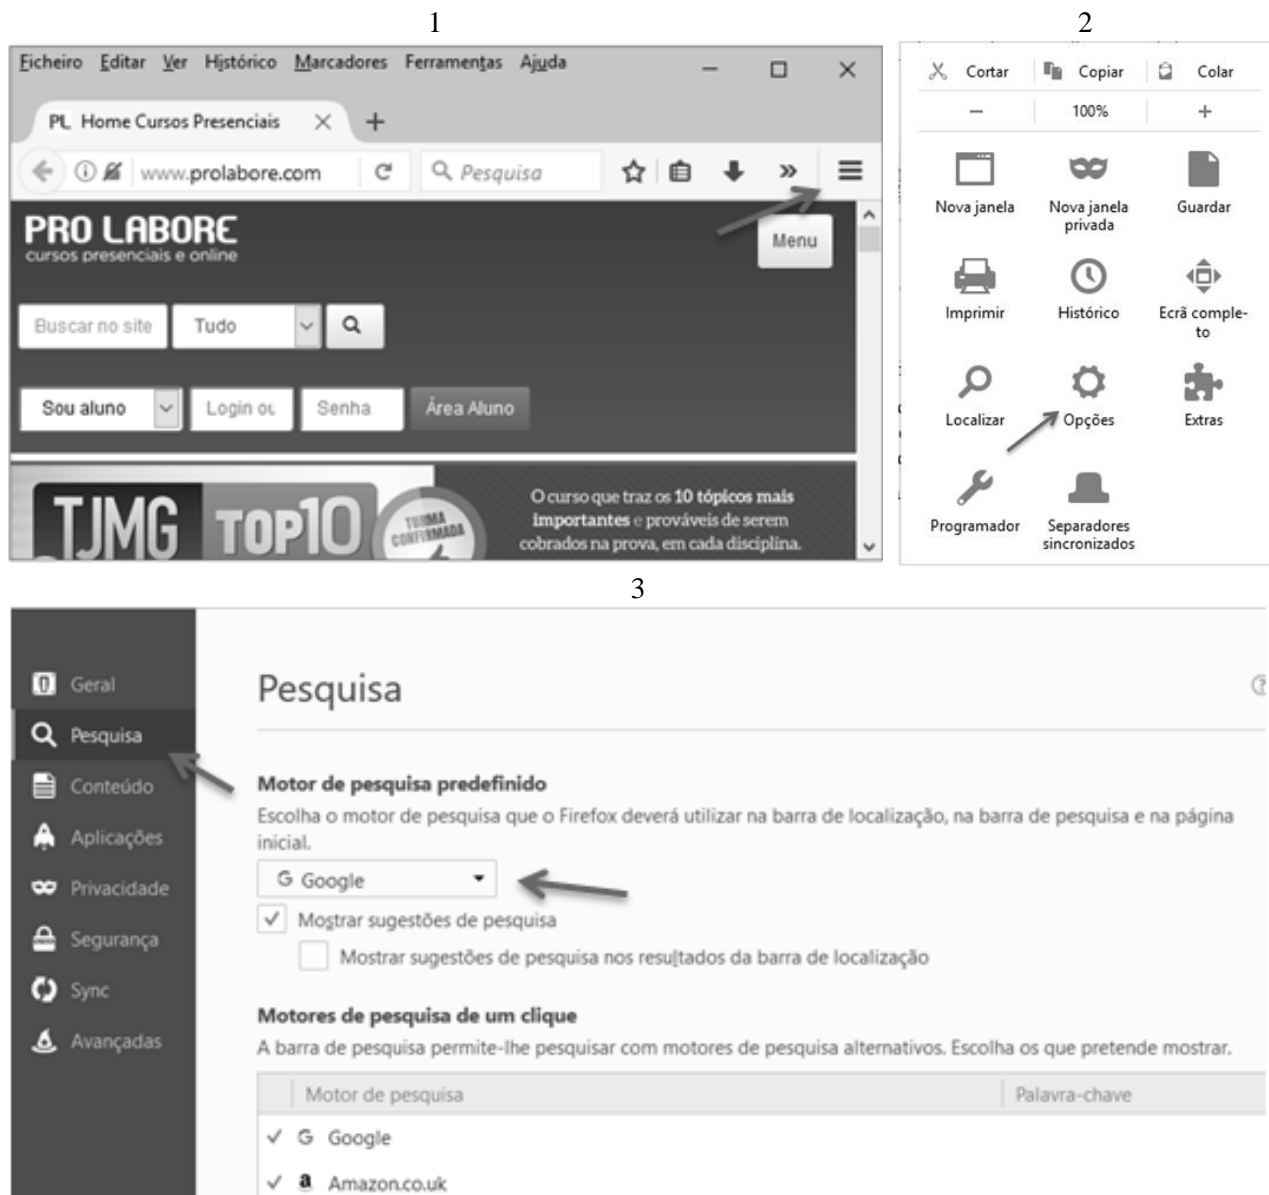 1
Ficheiro Editar Ver Histórico Marcadores Ferramentas Ajuda
PL Home Cursos Presenciais
www.prolabore.com
Pesquisa
PRO LABORE
cursos presenciais e online
Menu
Buscar no site Tudo
Sou aluno Login ou Senha Área Aluno
TJMG TOP10
TURMA
CONFIRMADA
O curso que traz os 10 tópicos mais
importantes e prováveis de serem
cobrados na prova, em cada disciplina.
2
Cortar Copiar Colar
− 100% +
Nova janela
Nova janela
privada
Guardar
Imprimir
Histórico
Ecrã comple-
to
Localizar
Opções
Extras
Programador
Separadores
sincronizados
3
Geral
Pesquisa
Conteúdo
Aplicações
Privacidade
Segurança
Sync
Avançadas
Pesquisa
Motor de pesquisa predefinido
Escolha o motor de pesquisa que o Firefox deverá utilizar na barra de localização, na barra de pesquisa e na página
inicial.
G Google
Mostrar sugestões de pesquisa
Mostrar sugestões de pesquisa nos resultados da barra de localização
Motores de pesquisa de um clique
A barra de pesquisa permite-lhe pesquisar com motores de pesquisa alternativos. Escolha os que pretende mostrar.
Motor de pesquisa Palavra-chave
G Google
a Amazon.co.uk